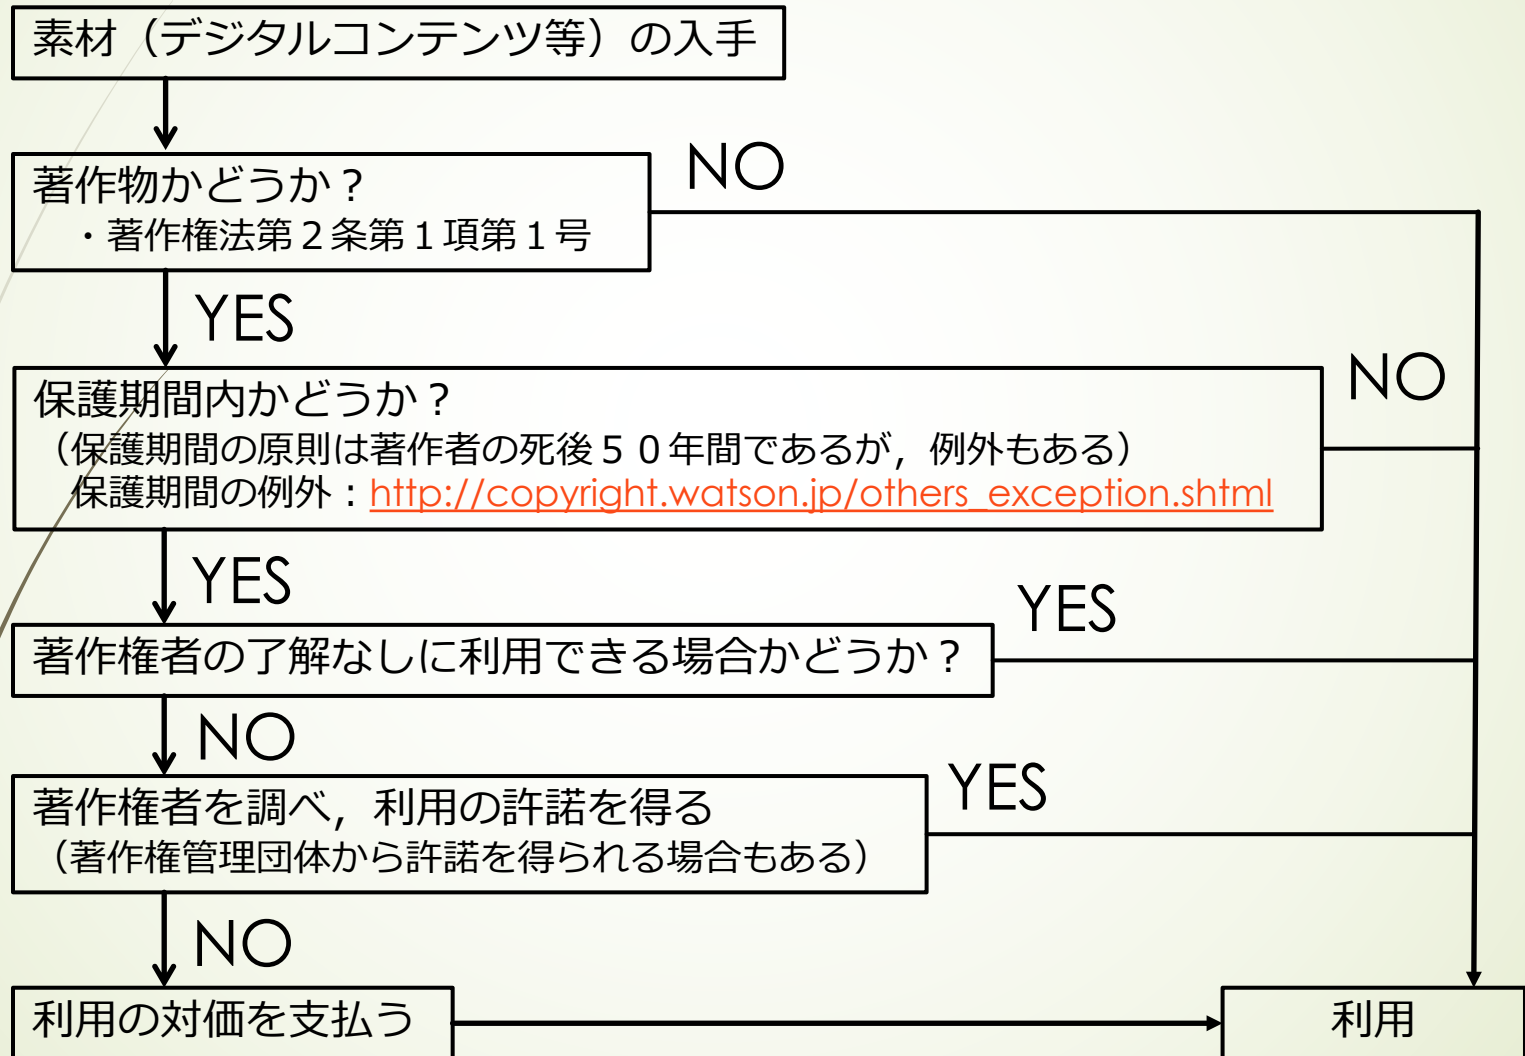 素材（デジタルコンテンツ等）の入手
著作物かどうか？
NO
・著作権法第２条第１項第１号
YES
保護期間内かどうか？
NO
（保護期間の原則は著作者の死後５０年間であるが，例外もある）
保護期間の例外：http://copyright.watson.jp/others_exception.shtml
YES
著作権者の了解なしに利用できる場合かどうか？
YES
NO
著作権者を調べ，利用の許諾を得る
YES
（著作権管理団体から許諾を得られる場合もある）
NO
利用の対価を支払う
利用